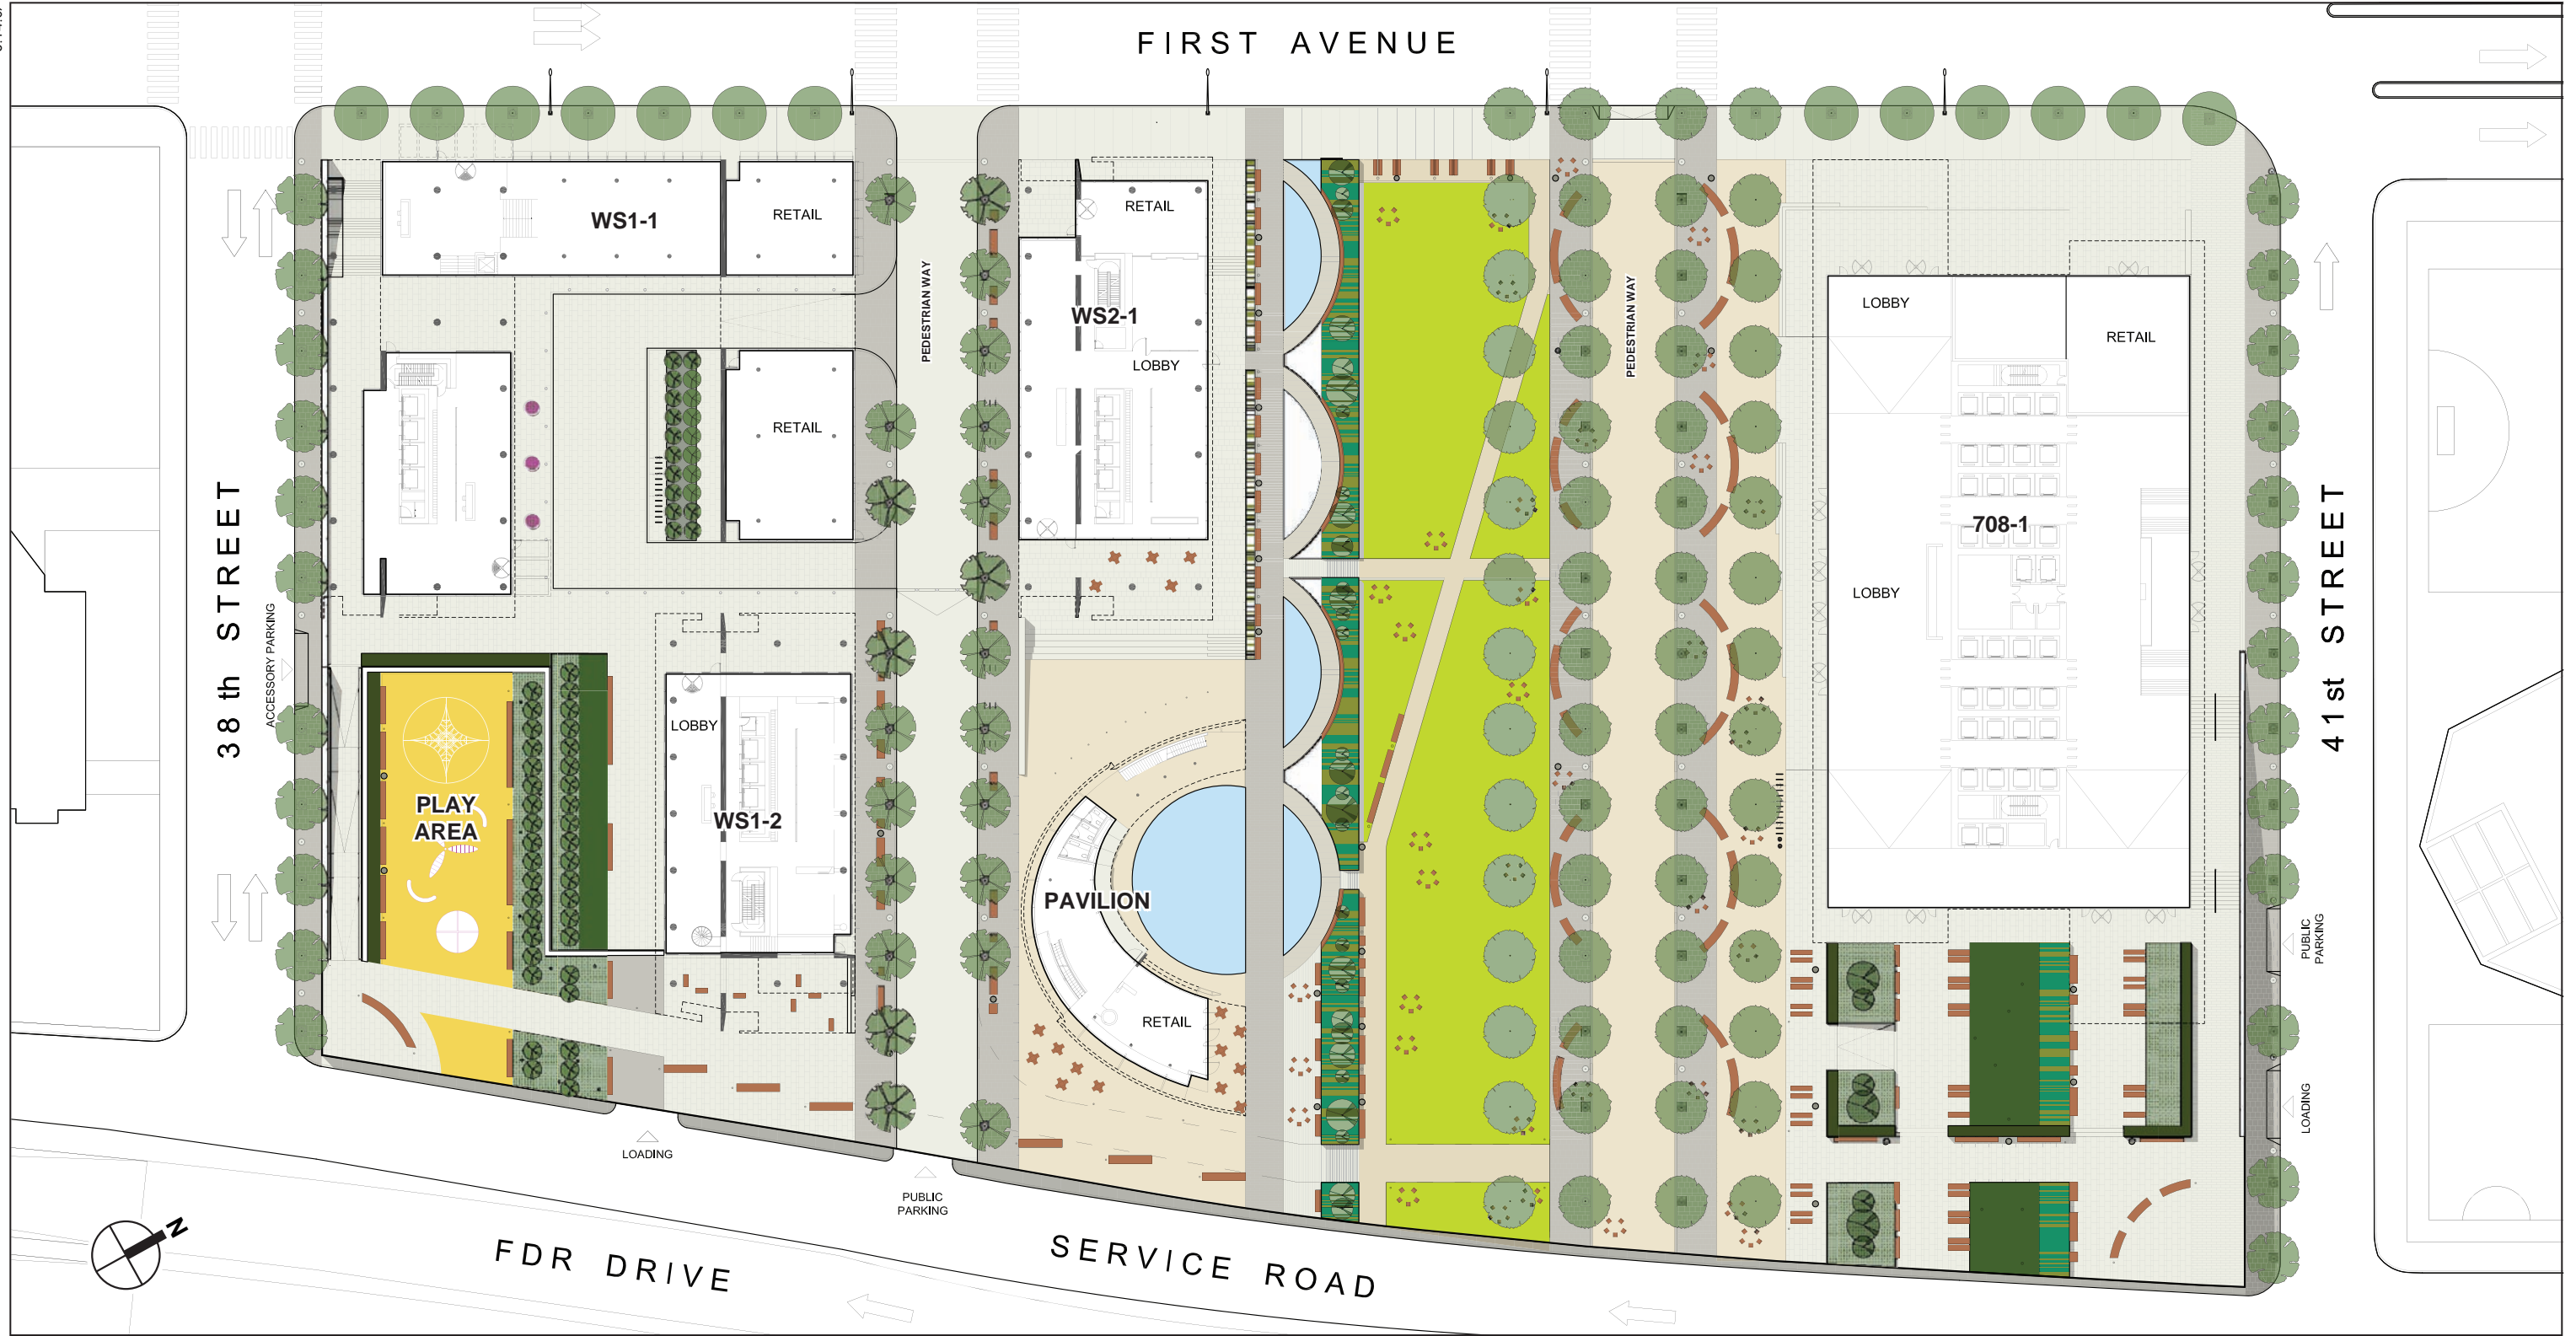 FIRST AVENUE
WS1-1
RETAIL
RETAIL
WS2-1
LOBBY
PEDESTRIAN WAY
PEDESTRIAN WAY
LOBBY
RETAIL
RETAIL
708-1
LOBBY
38 th STREET
ACCESSORY PARKING
41st STREET
LOBBY
PLAY
AREA
WS1-2
PAVILION
RETAIL
PUBLIC
PARKING
LOADING
LOADING
PUBLIC
PARKING
N
FDR DRIVE
SERVICE ROAD